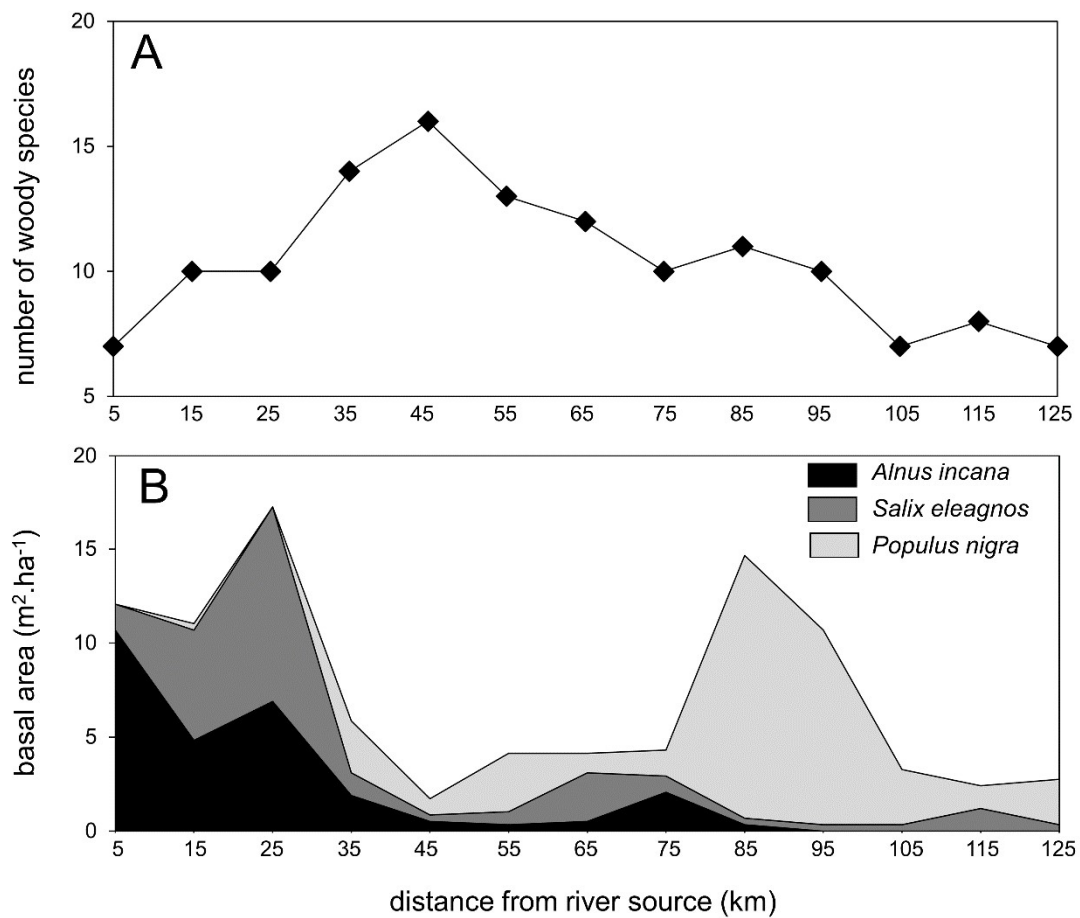 A
number of woody species
20
15
10
5
5 15 25 35 45 55 65 75 85 95 105 115 125
B
Alnus incana
Salix eleagnos
Populus nigra
basal area (m².ha⁻¹)
20
15
10
5
0
5 15 25 35 45 55 65 75 85 95 105 115 125
distance from river source (km)